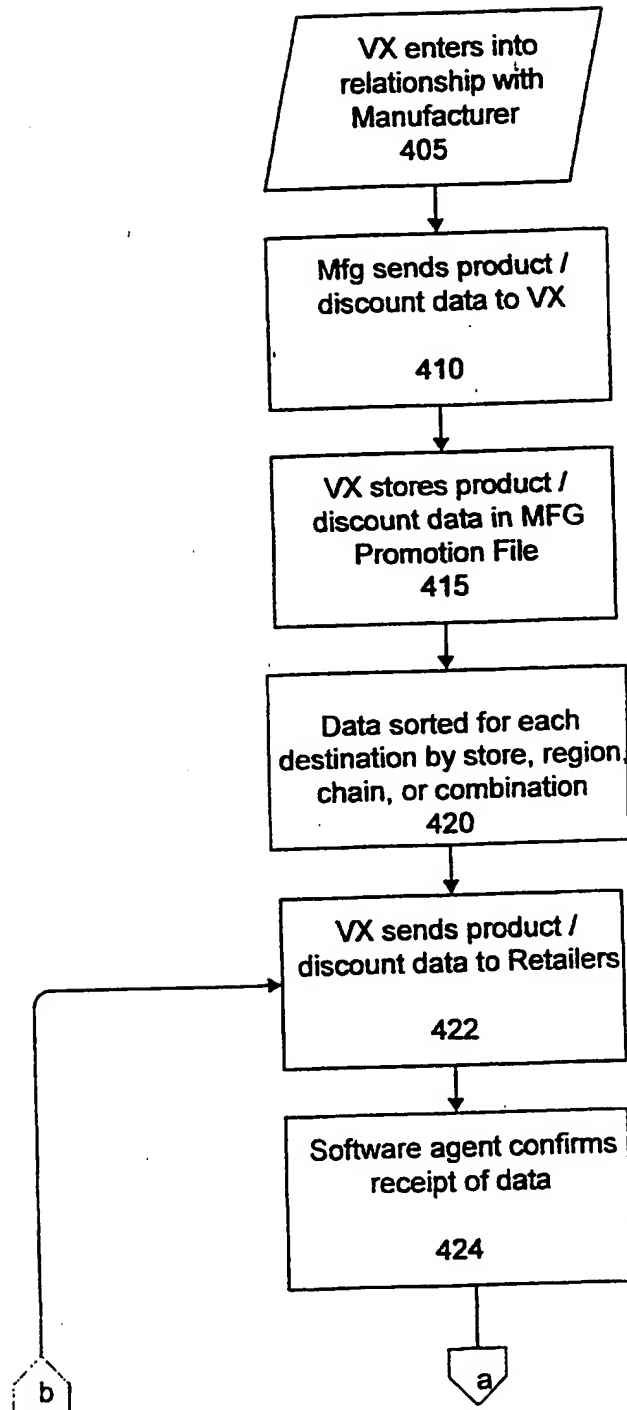 VX enters into
relationship with
Manufacturer
405
Mfg sends product /
discount data to VX
410
VX stores product /
discount data in MFG
Promotion File
415
Data sorted for each
destination by store, region,
chain, or combination
420
VX sends product /
discount data to Retailers
422
Software agent confirms
receipt of data
424
b
a